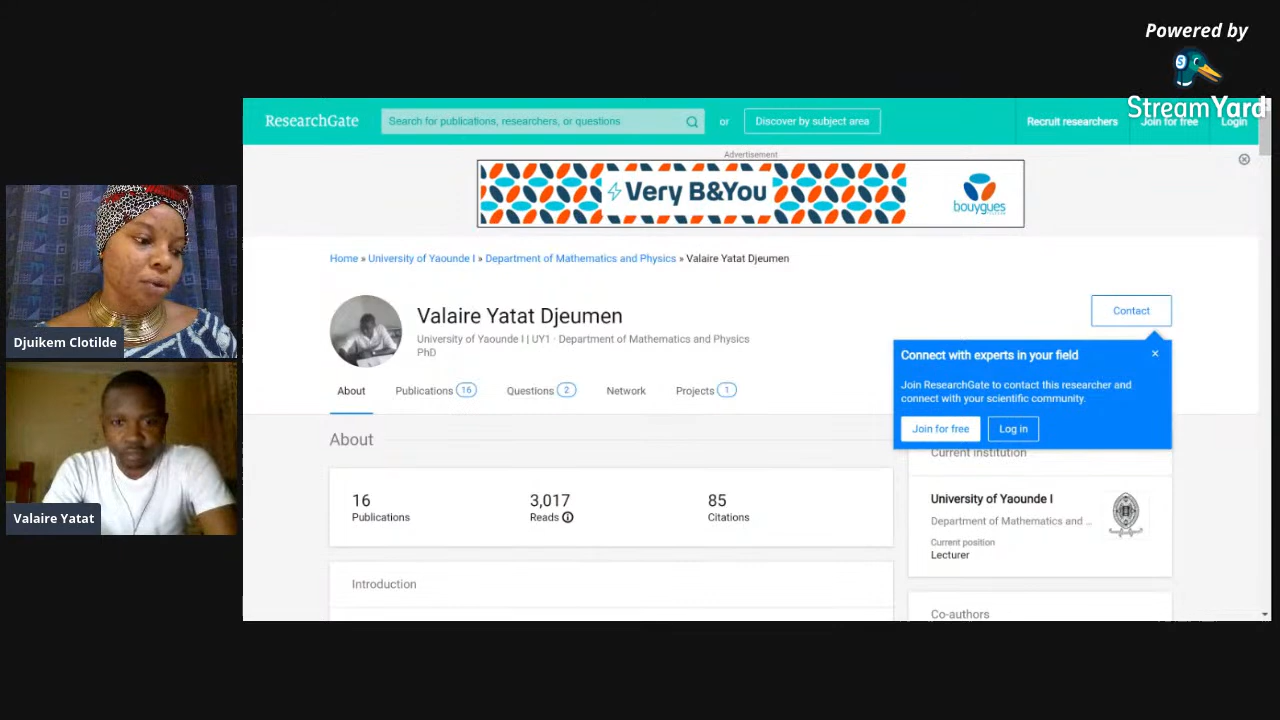 Powered by
StreamYard
ResearchGate
Search for publications, researchers, or questions
or
Discover by subject area
Recruit researchers
Join for free
Login
Advertisement
Very B&You
bouygues
Home » University of Yaounde I » Department of Mathematics and Physics » Valaire Yatat Djeumen
Valaire Yatat Djeumen
University of Yaounde I | UY1 · Department of Mathematics and Physics
PhD
Contact
Connect with experts in your field
Join ResearchGate to contact this researcher and
connect with your scientific community.
Join for free
Log in
About
Publications 16
Questions 2
Network
Projects 1
About
16
Publications
3,017
Reads
85
Citations
Introduction
Current institution
University of Yaounde I
Department of Mathematics and ...
Current position
Lecturer
Co-authors
Djuikem Clotilde
Valaire Yatat